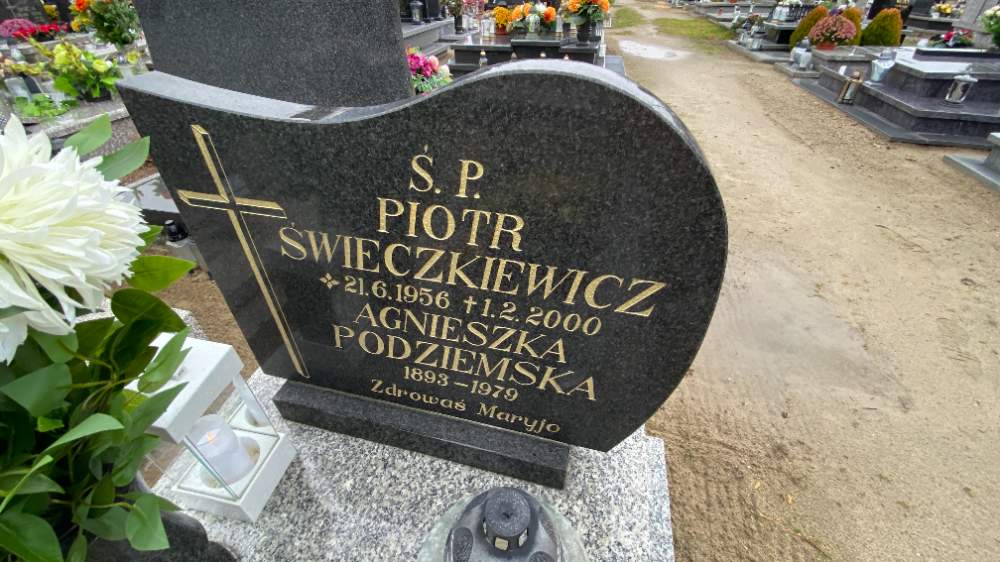 Ś. P.
PIOTR
ŚWIECZKIEWICZ
21.6.1956 ✝ 1.2.2000
AGNIESZKA
PODZIEMSKA
1893-1979
Zdrowaś Maryjo